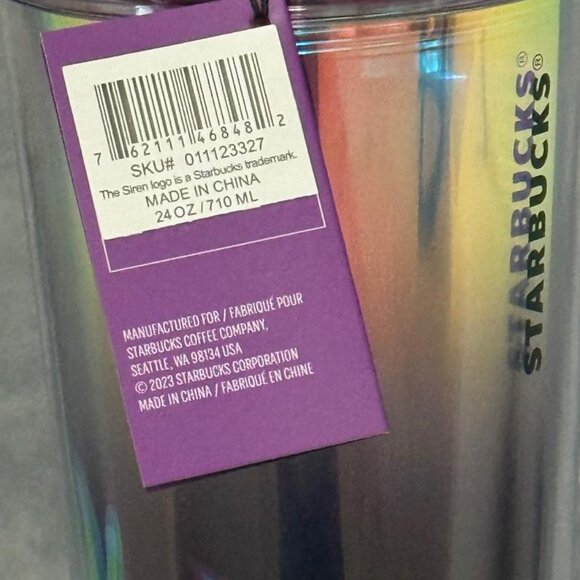 7 62111 46848 2
SKU# 011123327
The Siren logo is a Starbucks trademark.
MADE IN CHINA
24 OZ / 710 ML
MANUFACTURED FOR / FABRIQUÉ POUR
STARBUCKS COFFEE COMPANY,
SEATTLE, WA 98134 USA
© 2023 STARBUCKS CORPORATION
MADE IN CHINA / FABRIQUÉ EN CHINE
STARBUCKS®
STARBUCKS®